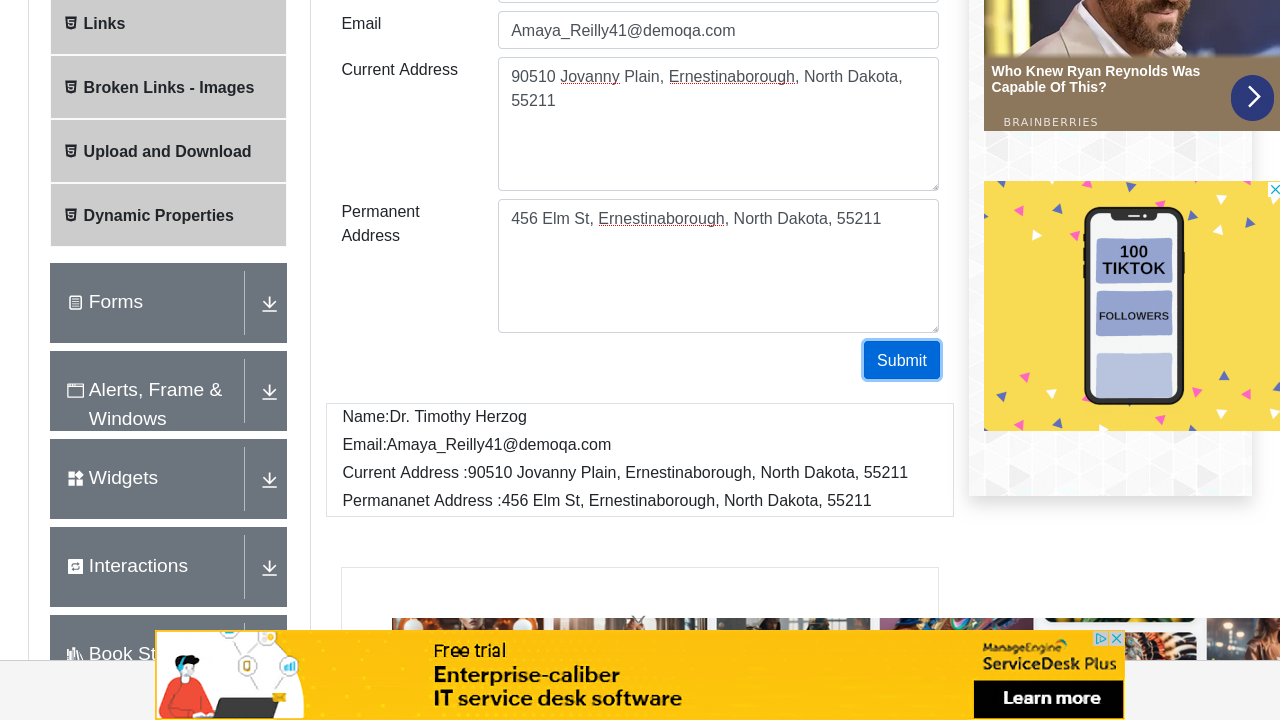 Links
Broken Links - Images
Upload and Download
Dynamic Properties
Forms
Alerts, Frame &
Windows
Widgets
Interactions
Book St
Email
Amaya_Reilly41@demoqa.com
Current Address
90510 Jovanny Plain, Ernestinaborough, North Dakota,
55211
Permanent
Address
456 Elm St, Ernestinaborough, North Dakota, 55211
Submit
Name:Dr. Timothy Herzog
Email:Amaya_Reilly41@demoqa.com
Current Address :90510 Jovanny Plain, Ernestinaborough, North Dakota, 55211
Permananet Address :456 Elm St, Ernestinaborough, North Dakota, 55211
Who Knew Ryan Reynolds Was
Capable Of This?
BRAINBERRIES
100
TIKTOK
FOLLOWERS
Free trial
Enterprise-caliber
IT service desk software
ManageEngine
ServiceDesk Plus
Learn more